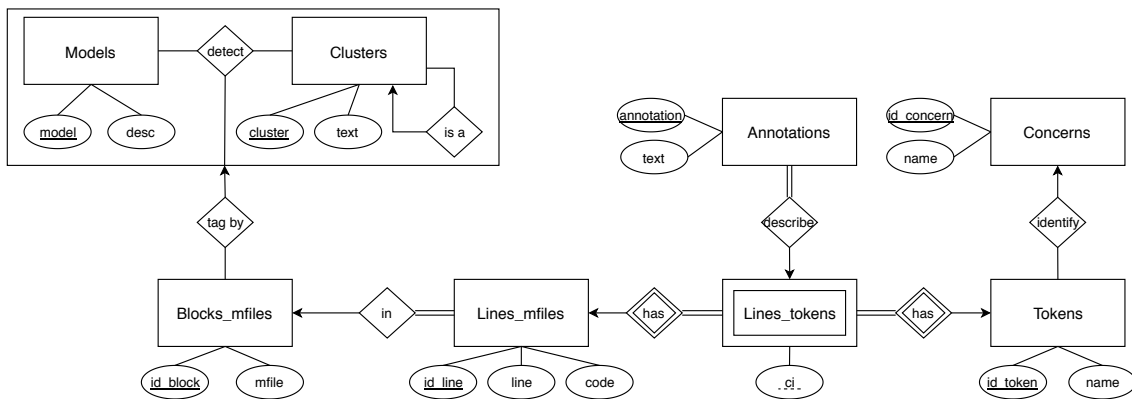 Models
detect
Clusters
model
desc
cluster
text
is a
annotation
text
Annotations
id_concern
name
Concerns
tag by
describe
identify
Blocks_mfiles
in
Lines_mfiles
has
Lines_tokens
has
Tokens
id_block
mfile
id_line
line
code
ci
id_token
name